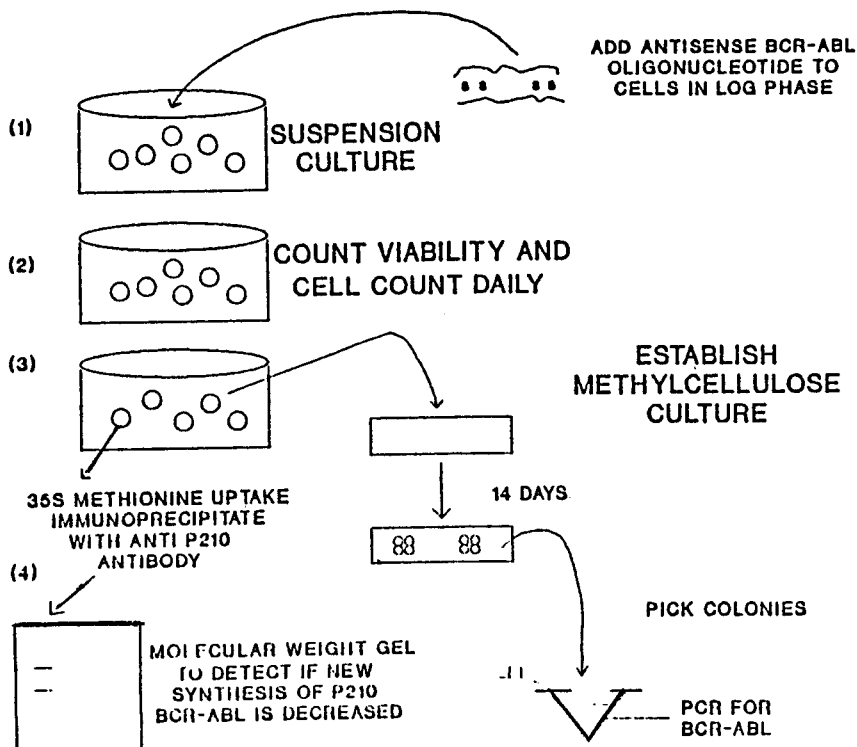 ADD ANTISENSE BCR-ABL
OLIGONUCLEOTIDE TO
CELLS IN LOG PHASE
(1)
SUSPENSION
CULTURE
(2)
COUNT VIABILITY AND
CELL COUNT DAILY
(3)
ESTABLISH
METHYLCELLULOSE
CULTURE
35S METHIONINE UPTAKE
IMMUNOPRECIPITATE
WITH ANTI P210
ANTIBODY
14 DAYS
(4)
PICK COLONIES
MOLECULAR WEIGHT GEL
TO DETECT IF NEW
SYNTHESIS OF P210
BCR-ABL IS DECREASED
PCR FOR
BCR-ABL